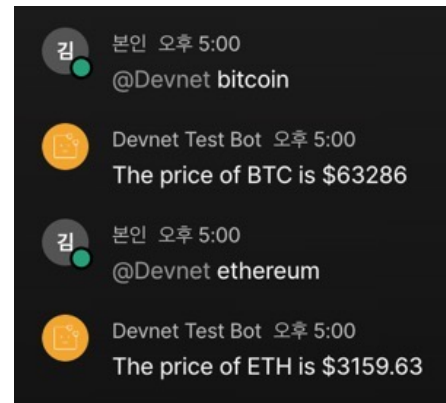 김
본인 오후 5:00
@Devnet bitcoin
Devnet Test Bot 오후 5:00
The price of BTC is $63286
김
본인 오후 5:00
@Devnet ethereum
Devnet Test Bot 오후 5:00
The price of ETH is $3159.63